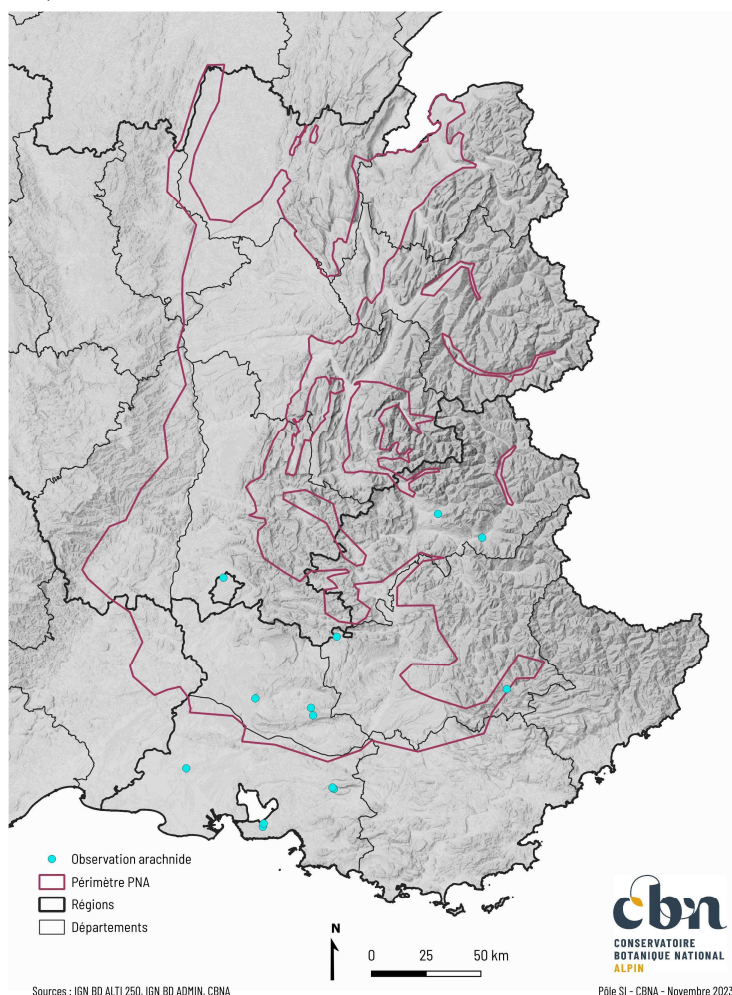 Observation arachnide
Périmètre PNA
Régions
Départements
N
0 25 50 km
cbn
CONSERVATOIRE
BOTANIQUE NATIONAL
ALPIN
Sources : IGN BD ALTI 250, IGN BD ADMIN, CBNA
Pôle SI - CBNA - Novembre 2023